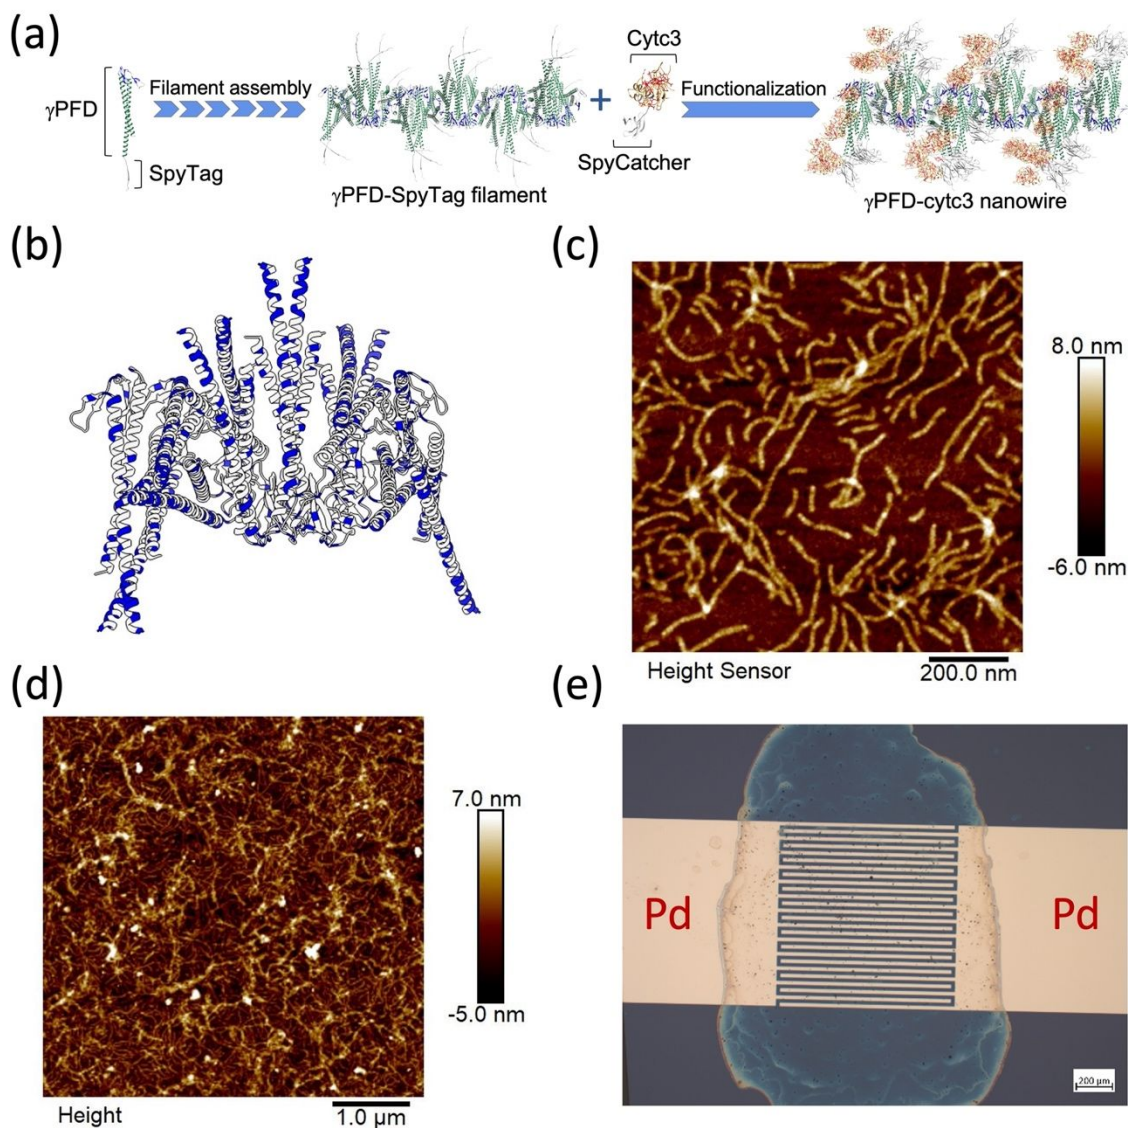 (a)
γPFD
SpyTag
Filament assembly
γPFD-SpyTag filament
+
Cytc3
SpyCatcher
Functionalization
γPFD-cytc3 nanowire
(b)
(c)
8.0 nm
-6.0 nm
Height Sensor
200.0 nm
(d)
7.0 nm
-5.0 nm
Height
1.0 μm
(e)
Pd
Pd
200 μm